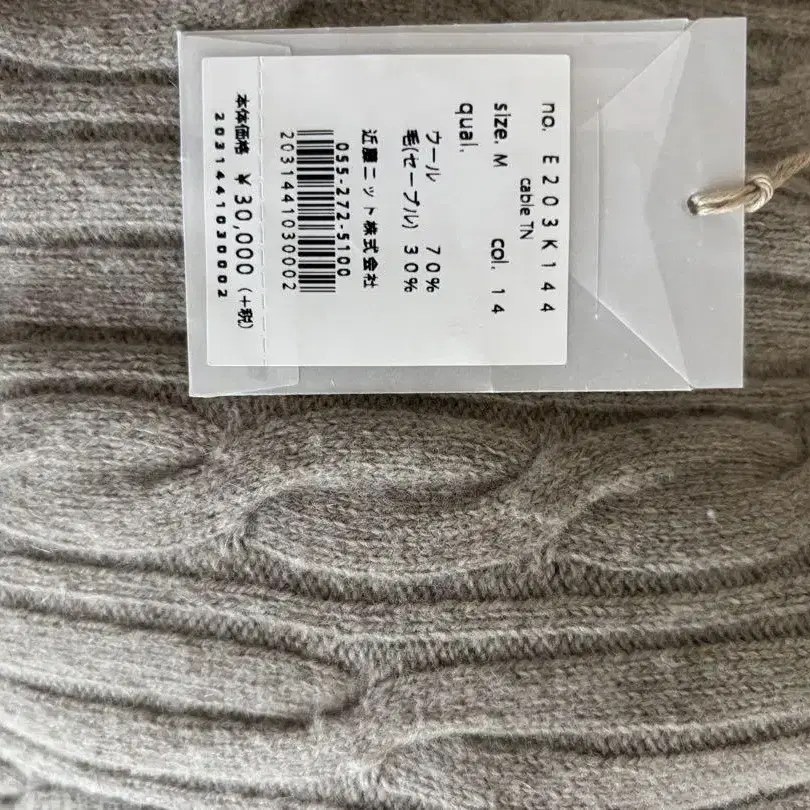 no. E203K144
cable TN
size. M col. 14
qual.
ウール 70%
毛(セーブル) 30%
近農ニット株式会社
055-272-5100
2031441030002
本体価格 ¥30,000 (+税)
2031441030002